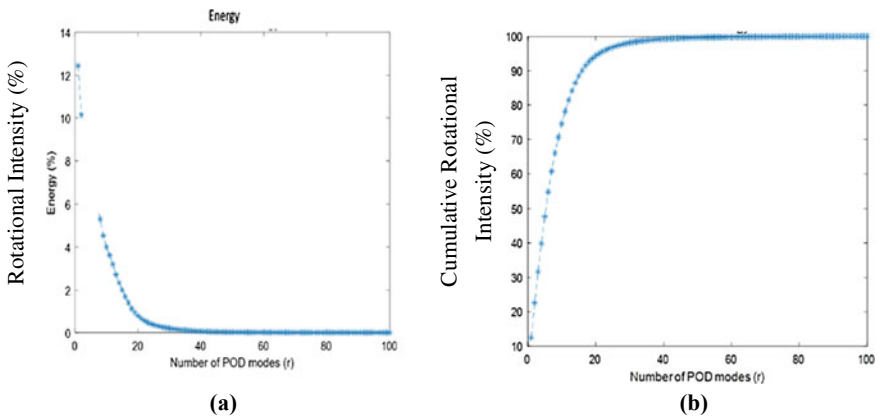 Energy
Rotational Intensity (%)
Energy (%)
14
12
10
8
6
4
2
0
0 20 40 60 80 100
Number of POD modes (r)
(a)
Cumulative Rotational
Intensity (%)
100
90
80
70
60
50
40
30
20
10
0 20 40 60 80 100
Number of POD modes (r)
(b)